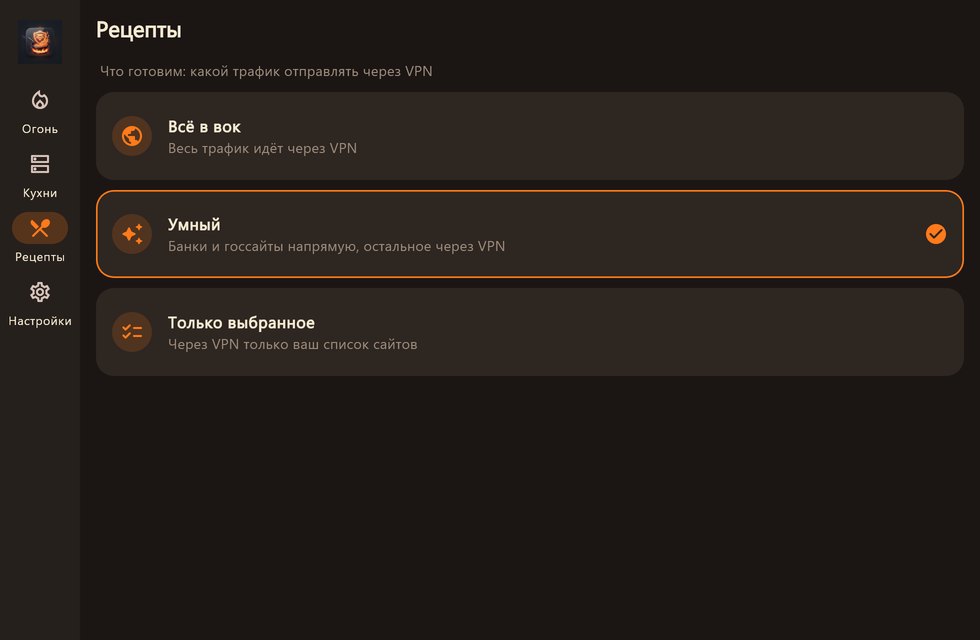 Рецепты
Что готовим: какой трафик отправлять через VPN
Огонь
Кухни
Рецепты
Настройки
Всё в вок
Весь трафик идёт через VPN
Умный
Банки и госсайты напрямую, остальное через VPN
Только выбранное
Через VPN только ваш список сайтов